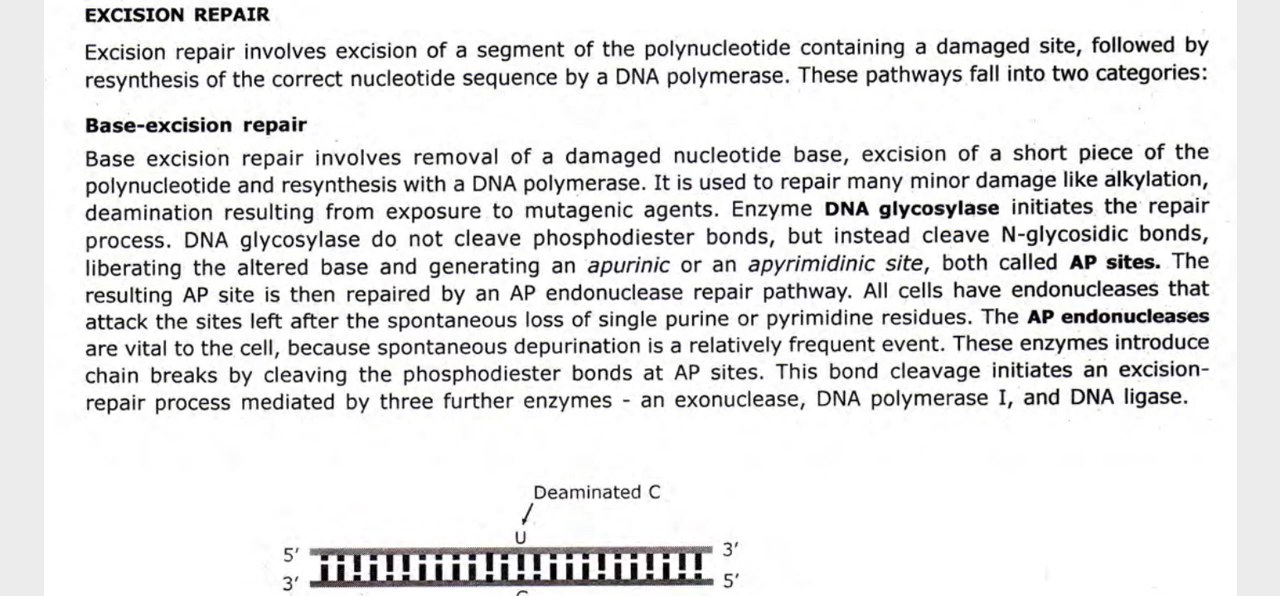 EXCISION REPAIR
Excision repair involves excision of a segment of the polynucleotide containing a damaged site, followed by
resynthesis of the correct nucleotide sequence by a DNA polymerase. These pathways fall into two categories:
Base-excision repair
Base excision repair involves removal of a damaged nucleotide base, excision of a short piece of the
polynucleotide and resynthesis with a DNA polymerase. It is used to repair many minor damage like alkylation,
deamination resulting from exposure to mutagenic agents. Enzyme DNA glycosylase initiates the repair
process. DNA glycosylase do not cleave phosphodiester bonds, but instead cleave N-glycosidic bonds,
liberating the altered base and generating an apurinic or an apyrimidinic site, both called AP sites. The
resulting AP site is then repaired by an AP endonuclease repair pathway. All cells have endonucleases that
attack the sites left after the spontaneous loss of single purine or pyrimidine residues. The AP endonucleases
are vital to the cell, because spontaneous depurination is a relatively frequent event. These enzymes introduce
chain breaks by cleaving the phosphodiester bonds at AP sites. This bond cleavage initiates an excision-
repair process mediated by three further enzymes - an exonuclease, DNA polymerase I, and DNA ligase.
Deaminated C
U
5′ 3′
3′ 5′